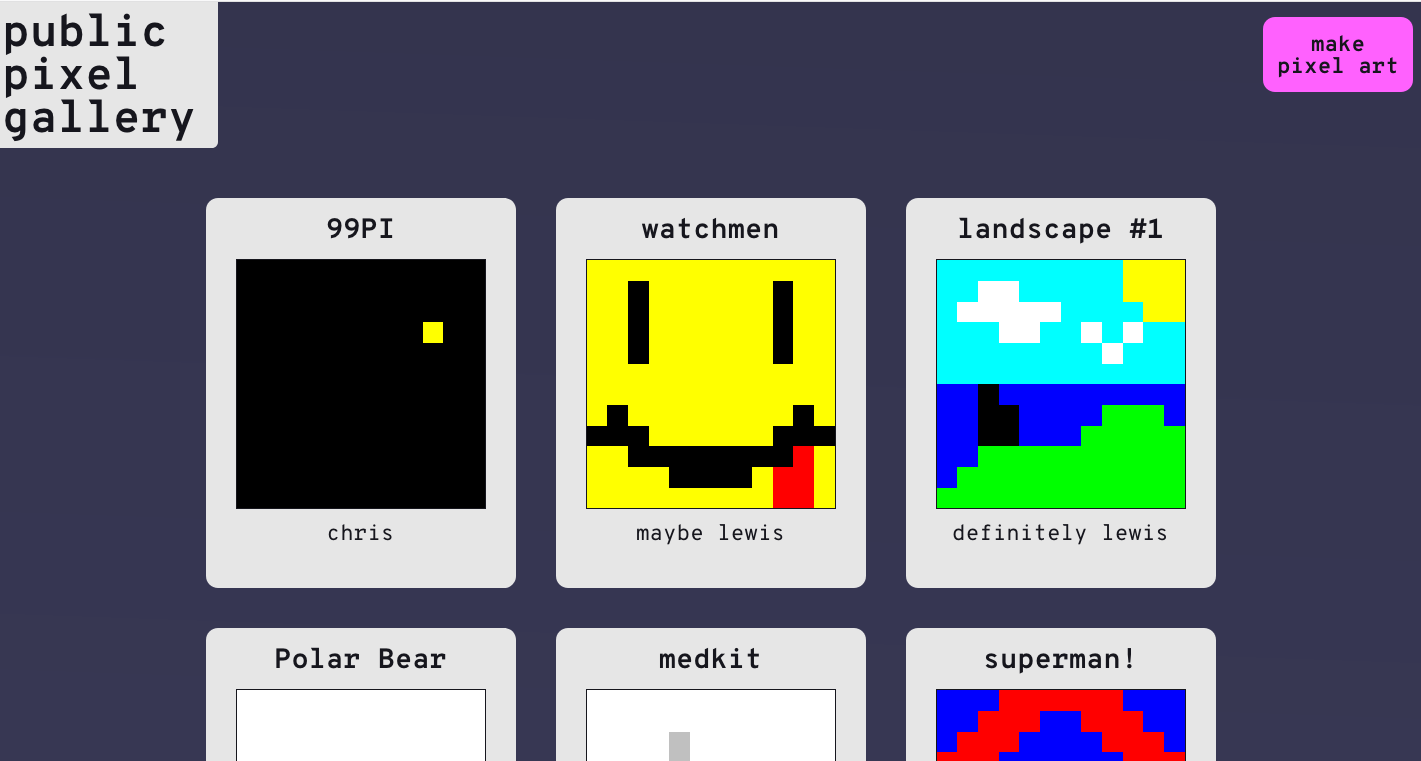 public
pixel
gallery
make
pixel art
99PI
watchmen
landscape #1
chris
maybe lewis
definitely lewis
Polar Bear
medkit
superman!